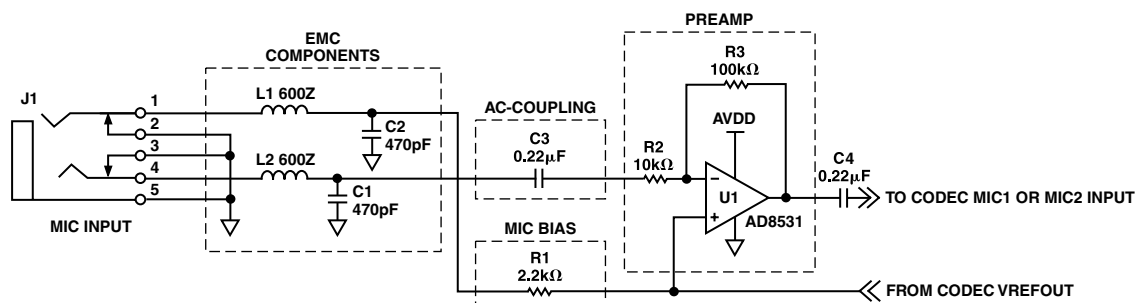 PREAMP
EMC
COMPONENTS
R3
100kΩ
J1
1
L1 600Z
AC-COUPLING
AVDD
2
C2
470pF
C3
0.22µF
3
R2
10kΩ
C4
0.22µF
4
L2 600Z
–
U1
+
TO CODEC MIC1 OR MIC2 INPUT
5
C1
470pF
AD8531
MIC INPUT
MIC BIAS
R1
2.2kΩ
FROM CODEC VREFOUT